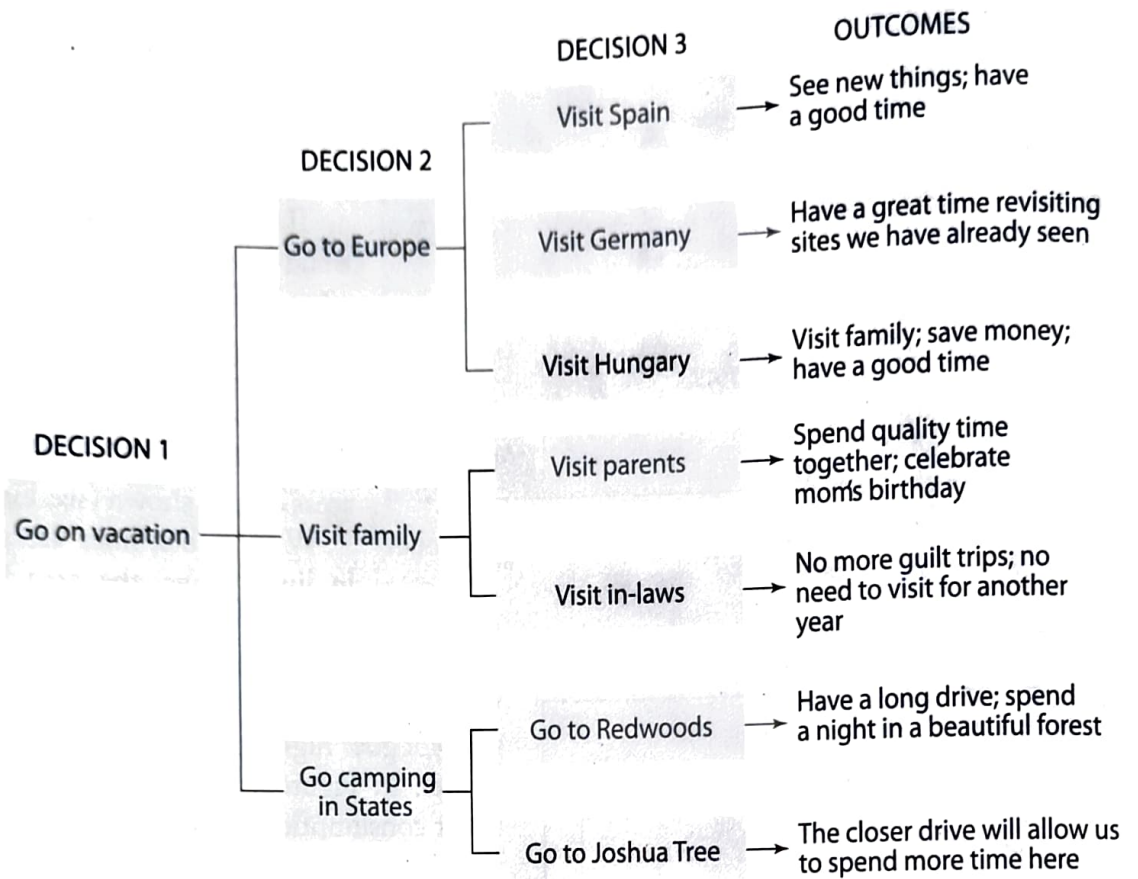 OUTCOMES
DECISION 3
See new things; have
a good time
Visit Spain
DECISION 2
Have a great time revisiting
sites we have already seen
Visit Germany
Go to Europe
Visit family; save money;
have a good time
Visit Hungary
DECISION 1
Spend quality time
together; celebrate
mom's birthday
Visit parents
Go on vacation
Visit family
No more guilt trips; no
need to visit for another
year
Visit in-laws
Have a long drive; spend
a night in a beautiful forest
Go to Redwoods
Go camping
in States
The closer drive will allow us
to spend more time here
Go to Joshua Tree